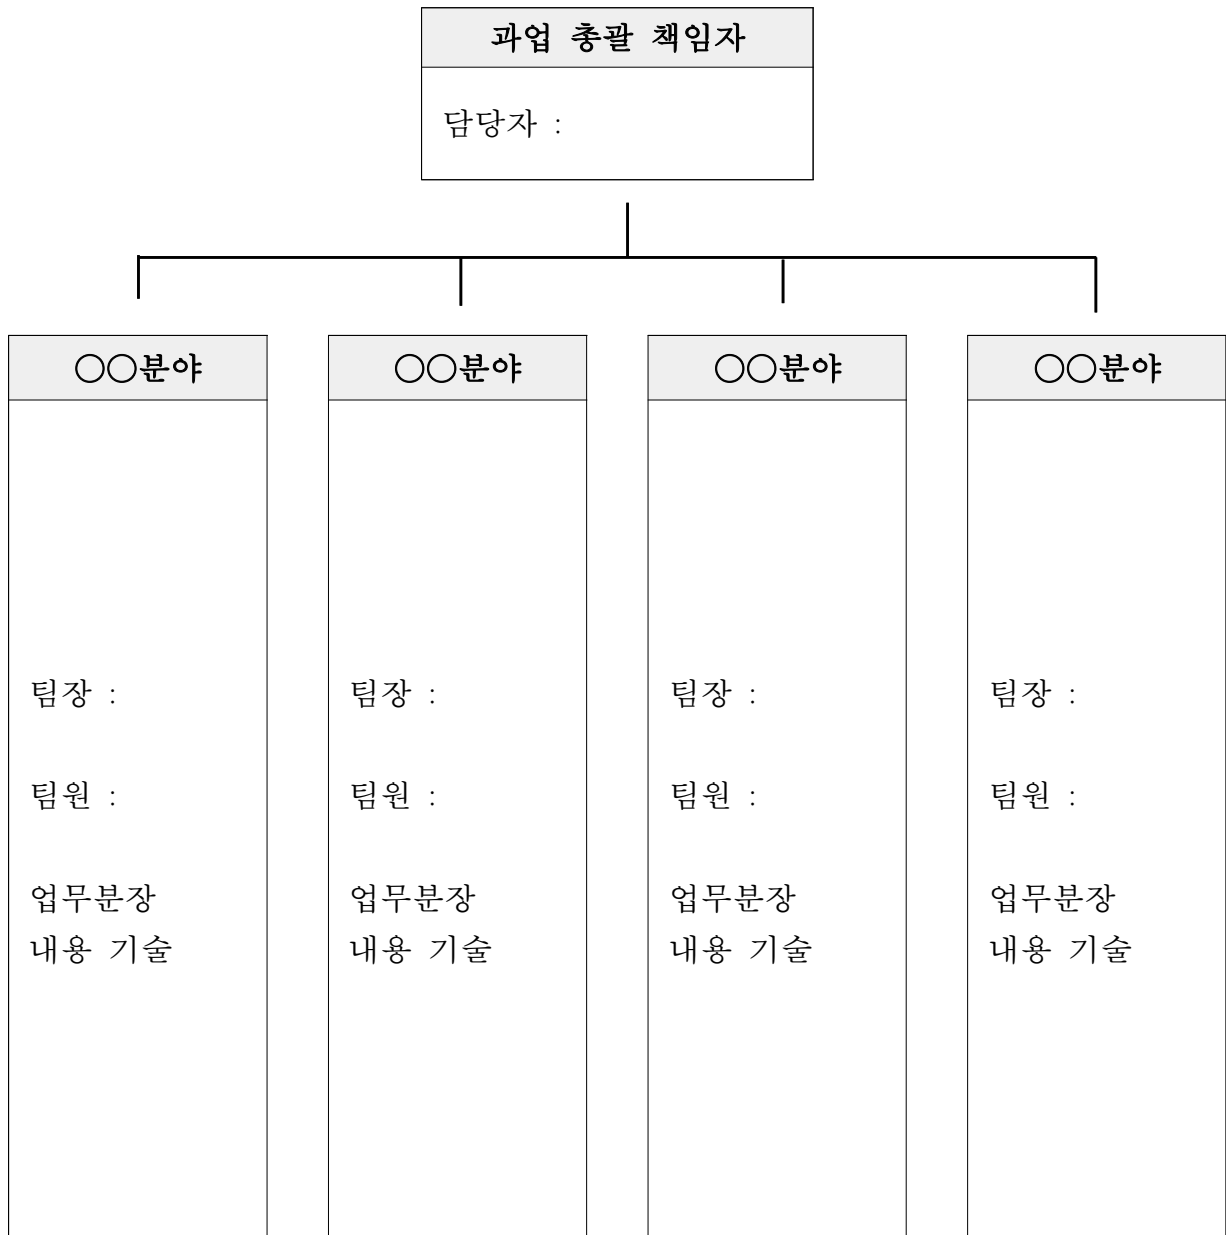 과업 총괄 책임자
담당자 :
○○분야
팀장 :
팀원 :
업무분장
내용 기술
○○분야
팀장 :
팀원 :
업무분장
내용 기술
○○분야
팀장 :
팀원 :
업무분장
내용 기술
○○분야
팀장 :
팀원 :
업무분장
내용 기술